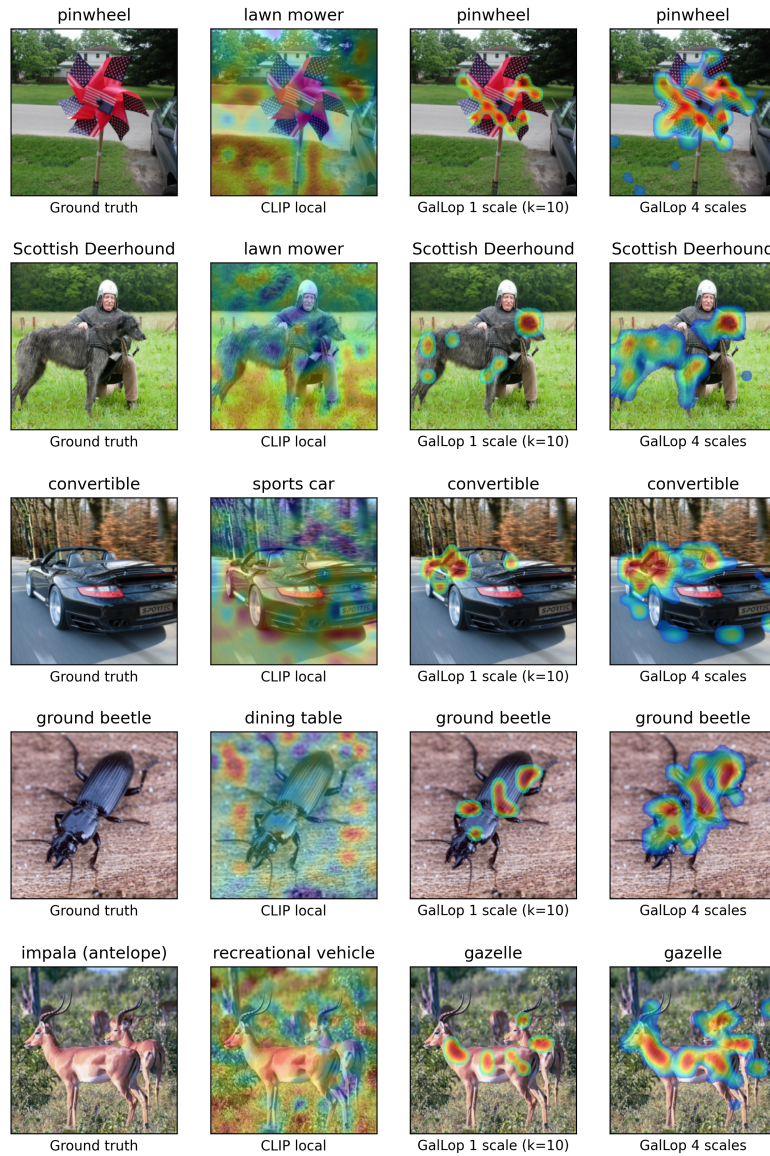 pinwheel lawn mower pinwheel pinwheel
Ground truth CLIP local GalLop 1 scale (k=10) GalLop 4 scales
Scottish Deerhound lawn mower Scottish Deerhound Scottish Deerhound
Ground truth CLIP local GalLop 1 scale (k=10) GalLop 4 scales
convertible sports car convertible convertible
SPORTEC
Ground truth CLIP local GalLop 1 scale (k=10) GalLop 4 scales
ground beetle dining table ground beetle ground beetle
Ground truth CLIP local GalLop 1 scale (k=10) GalLop 4 scales
impala (antelope) recreational vehicle gazelle gazelle
Ground truth CLIP local GalLop 1 scale (k=10) GalLop 4 scales